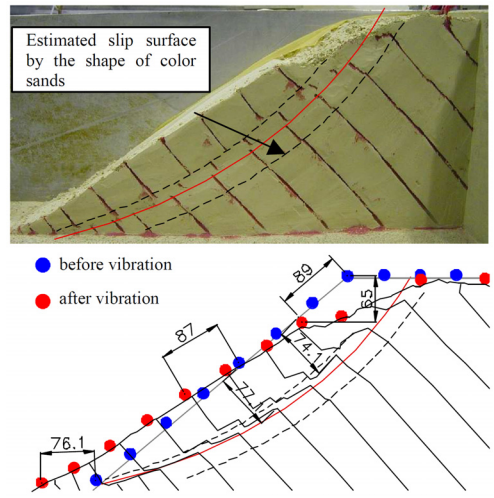 Estimated slip surface
by the shape of color
sands
before vibration
after vibration
89
65
87
74.1
77
76.1